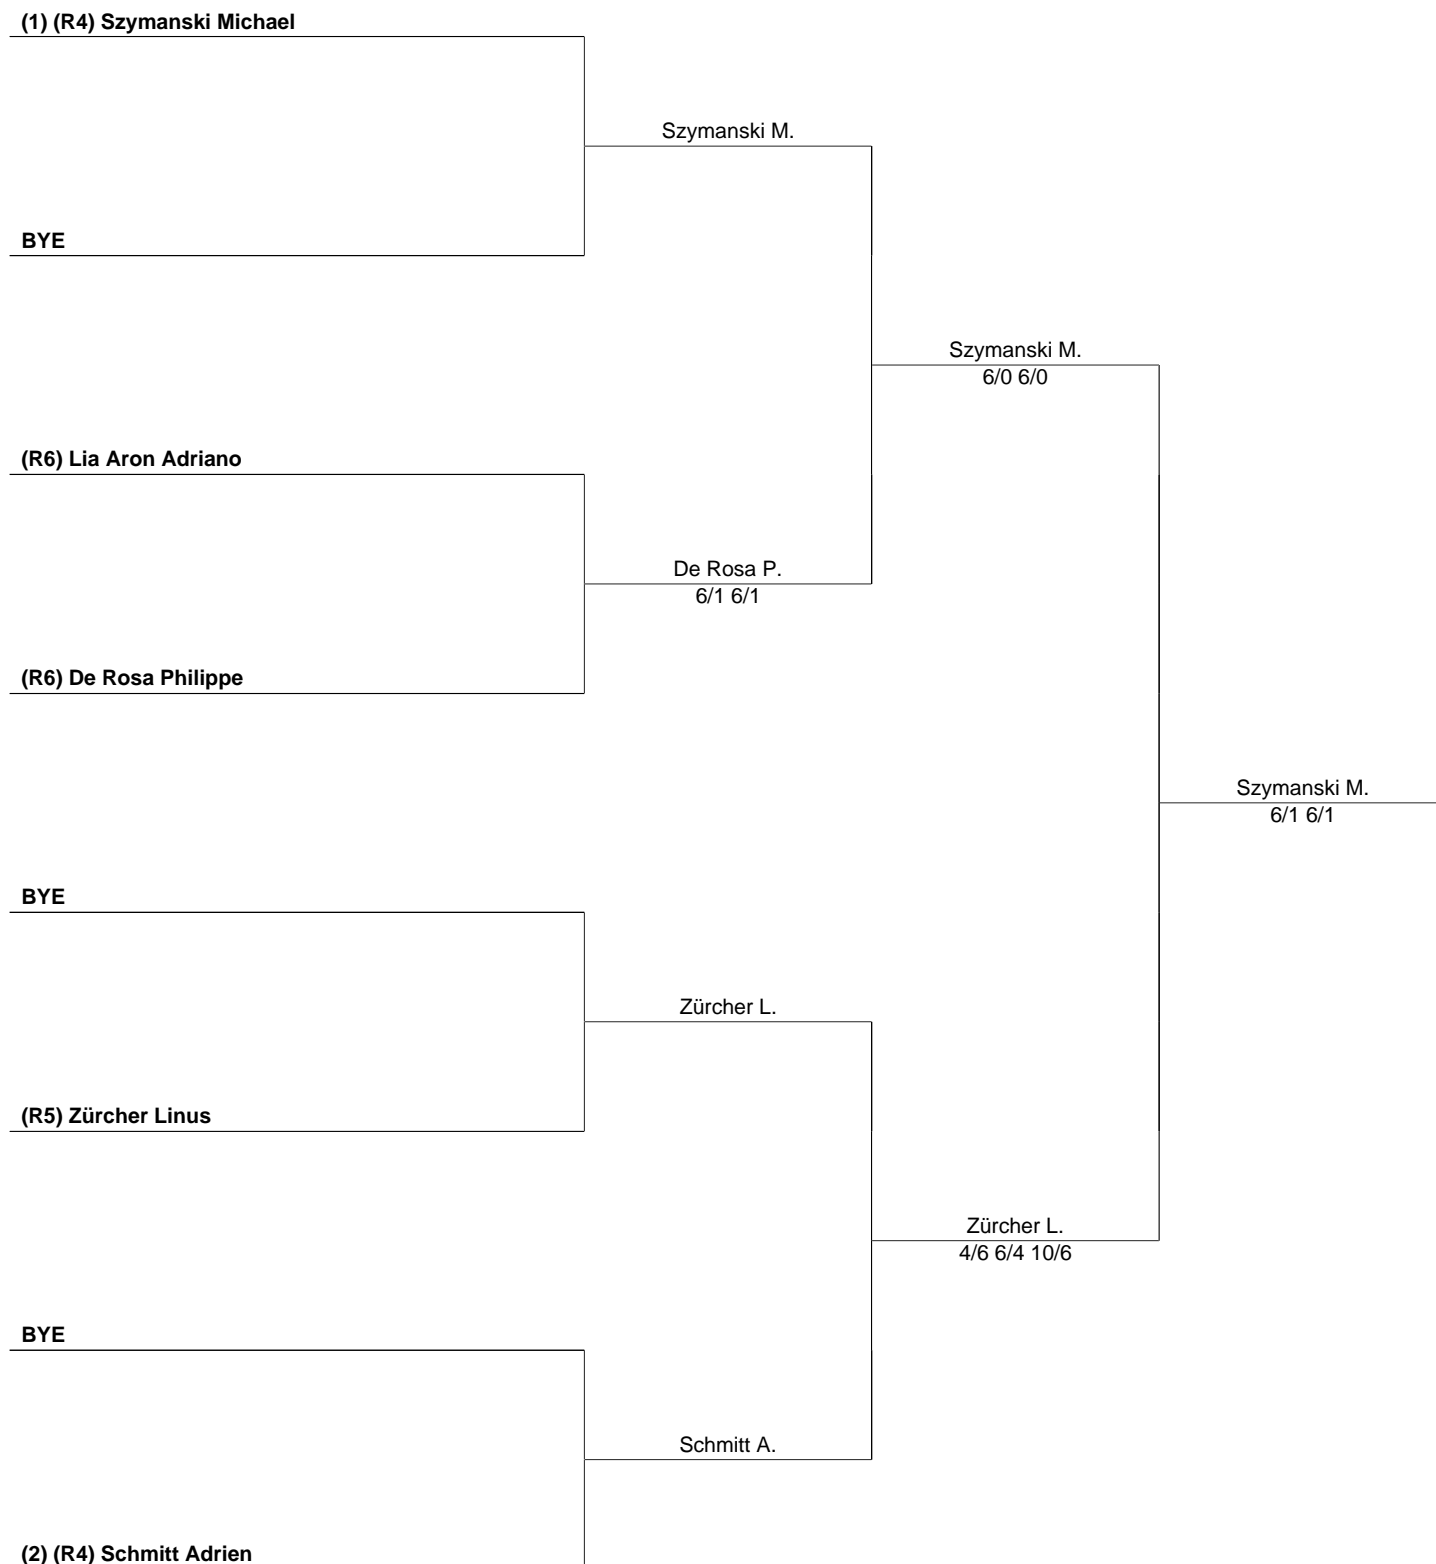 (1) (R4) Szymanski Michael
Szymanski M.
BYE
Szymanski M.
6/0 6/0
(R6) Lia Aron Adriano
De Rosa P.
6/1 6/1
(R6) De Rosa Philippe
Szymanski M.
6/1 6/1
BYE
Zürcher L.
(R5) Zürcher Linus
Zürcher L.
4/6 6/4 10/6
BYE
Schmitt A.
(2) (R4) Schmitt Adrien